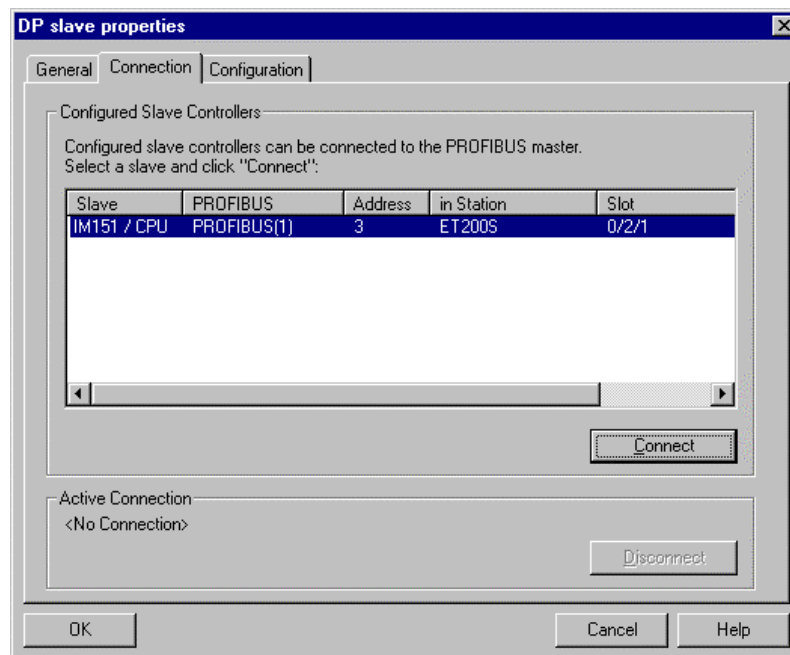 DP slave properties
General Connection Configuration
Configured Slave Controllers
Configured slave controllers can be connected to the PROFIBUS master.
Select a slave and click "Connect":
Slave PROFIBUS Address in Station Slot
IM151 / CPU PROFIBUS(1) 3 ET200S 0/2/1
Connect
Active Connection
<No Connection>
Disconnect
OK Cancel Help